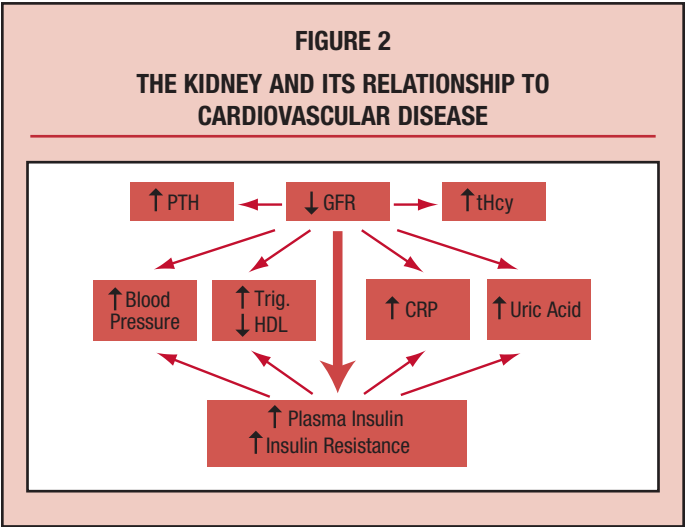 FIGURE 2
THE KIDNEY AND ITS RELATIONSHIP TO
CARDIOVASCULAR DISEASE
↑ PTH
↓ GFR
↑ tHcy
↑ Blood
Pressure
↑ Trig.
↓ HDL
↑ CRP
↑ Uric Acid
↑ Plasma Insulin
↑ Insulin Resistance